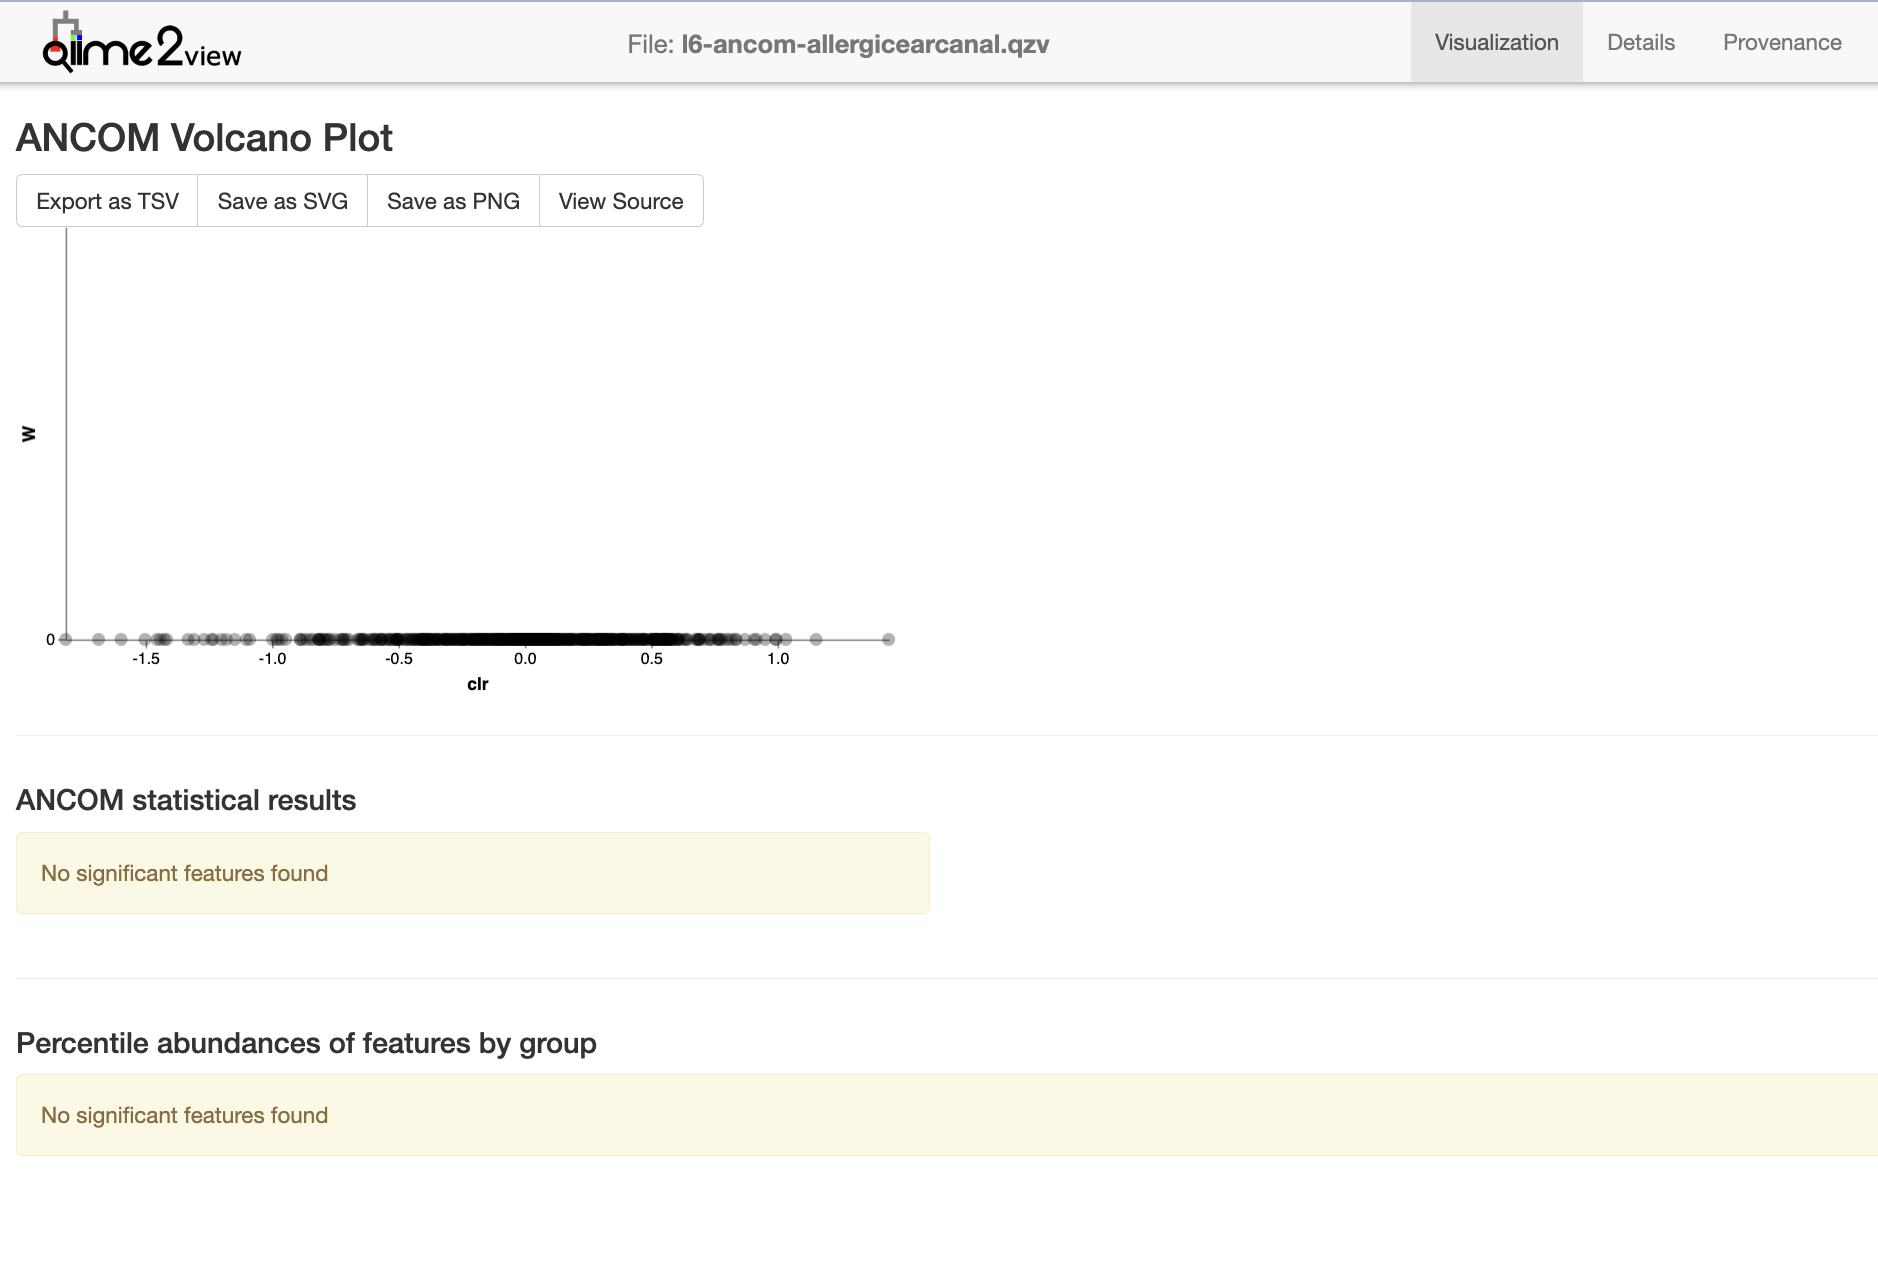 qiime2view
File: l6-ancom-allergicearcanal.qzv
Visualization
Details
Provenance
ANCOM Volcano Plot
Export as TSV
Save as SVG
Save as PNG
View Source
W
0
-1.5
-1.0
-0.5
0.0
0.5
1.0
clr
ANCOM statistical results
No significant features found
Percentile abundances of features by group
No significant features found